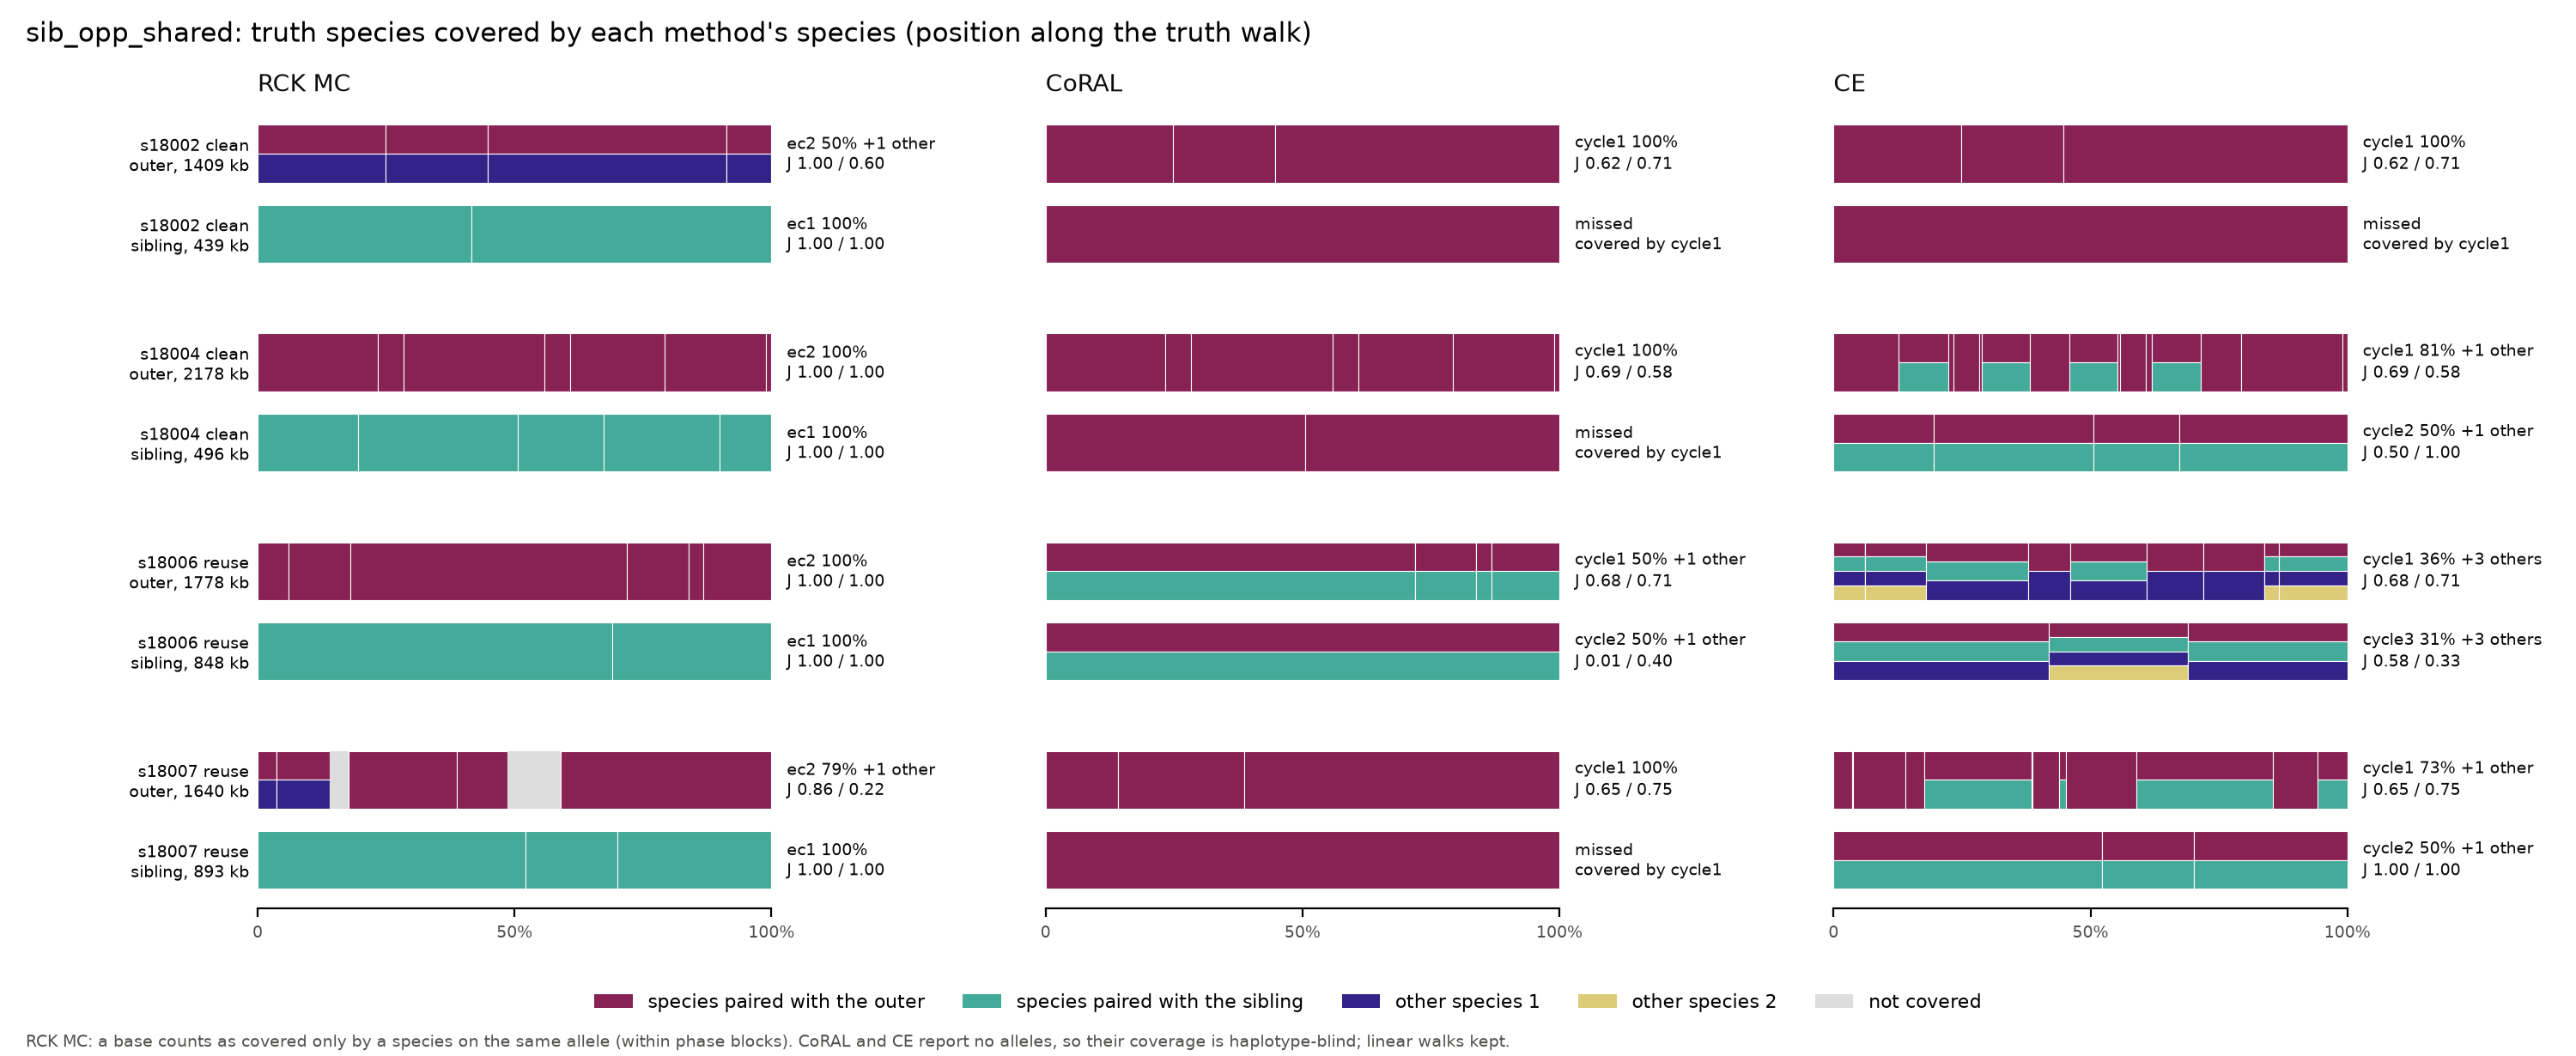 sib_opp_shared: truth species covered by each method's species (position along the truth walk)
RCK MC
CoRAL
CE
s18002 clean
outer, 1409 kb
ec2 50% +1 other
J 1.00 / 0.60
cycle1 100%
J 0.62 / 0.71
cycle1 100%
J 0.62 / 0.71
s18002 clean
sibling, 439 kb
ec1 100%
J 1.00 / 1.00
missed
covered by cycle1
missed
covered by cycle1
s18004 clean
outer, 2178 kb
ec2 100%
J 1.00 / 1.00
cycle1 100%
J 0.69 / 0.58
cycle1 81% +1 other
J 0.69 / 0.58
s18004 clean
sibling, 496 kb
ec1 100%
J 1.00 / 1.00
missed
covered by cycle1
cycle2 50% +1 other
J 0.50 / 1.00
s18006 reuse
outer, 1778 kb
ec2 100%
J 1.00 / 1.00
cycle1 50% +1 other
J 0.68 / 0.71
cycle1 36% +3 others
J 0.68 / 0.71
s18006 reuse
sibling, 848 kb
ec1 100%
J 1.00 / 1.00
cycle2 50% +1 other
J 0.01 / 0.40
cycle3 31% +3 others
J 0.58 / 0.33
s18007 reuse
outer, 1640 kb
ec2 79% +1 other
J 0.86 / 0.22
cycle1 100%
J 0.65 / 0.75
cycle1 73% +1 other
J 0.65 / 0.75
s18007 reuse
sibling, 893 kb
ec1 100%
J 1.00 / 1.00
missed
covered by cycle1
cycle2 50% +1 other
J 1.00 / 1.00
0 50% 100%
0 50% 100%
0 50% 100%
species paired with the outer
species paired with the sibling
other species 1
other species 2
not covered
RCK MC: a base counts as covered only by a species on the same allele (within phase blocks). CoRAL and CE report no alleles, so their coverage is haplotype-blind; linear walks kept.